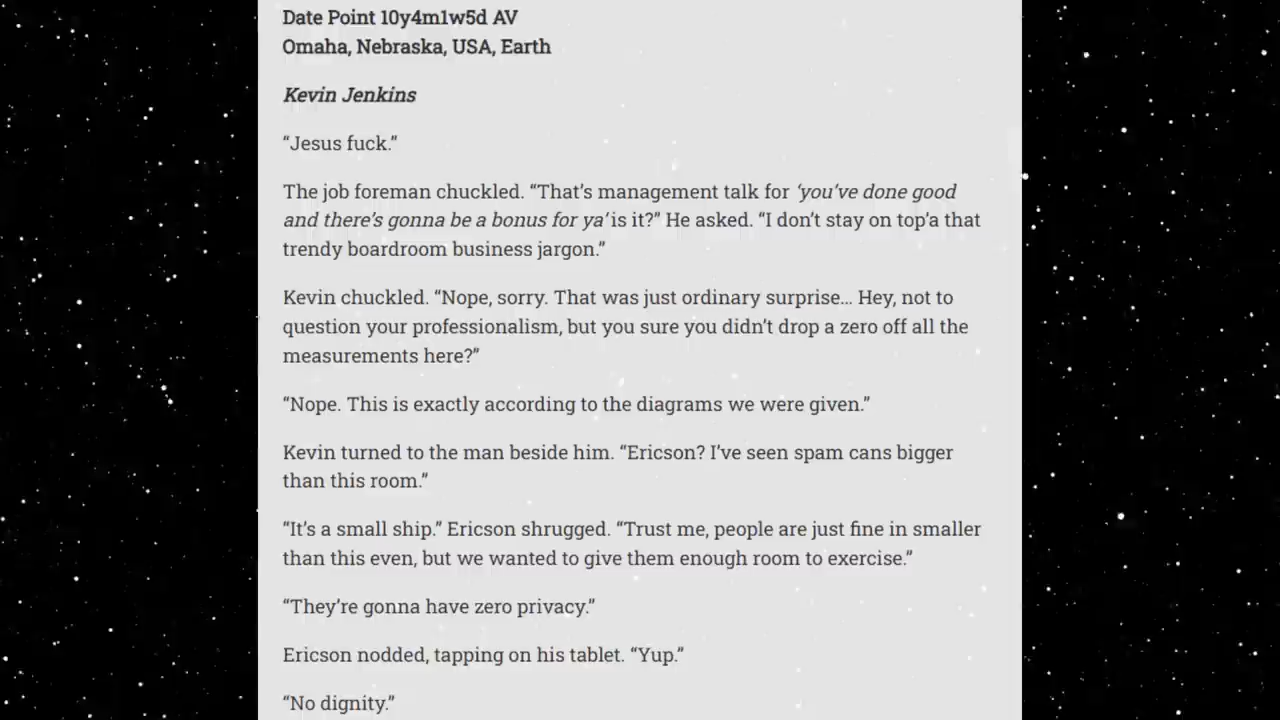 Date Point 10y4m1w5d AV
Omaha, Nebraska, USA, Earth
Kevin Jenkins
“Jesus fuck.”
The job foreman chuckled. “That’s management talk for ‘you’ve done good
and there’s gonna be a bonus for ya’ is it?” He asked. “I don’t stay on top’a that
trendy boardroom business jargon.”
Kevin chuckled. “Nope, sorry. That was just ordinary surprise… Hey, not to
question your professionalism, but you sure you didn’t drop a zero off all the
measurements here?”
“Nope. This is exactly according to the diagrams we were given.”
Kevin turned to the man beside him. “Ericson? I’ve seen spam cans bigger
than this room.”
“It’s a small ship.” Ericson shrugged. “Trust me, people are just fine in smaller
than this even, but we wanted to give them enough room to exercise.”
“They’re gonna have zero privacy.”
Ericson nodded, tapping on his tablet. “Yup.”
“No dignity.”